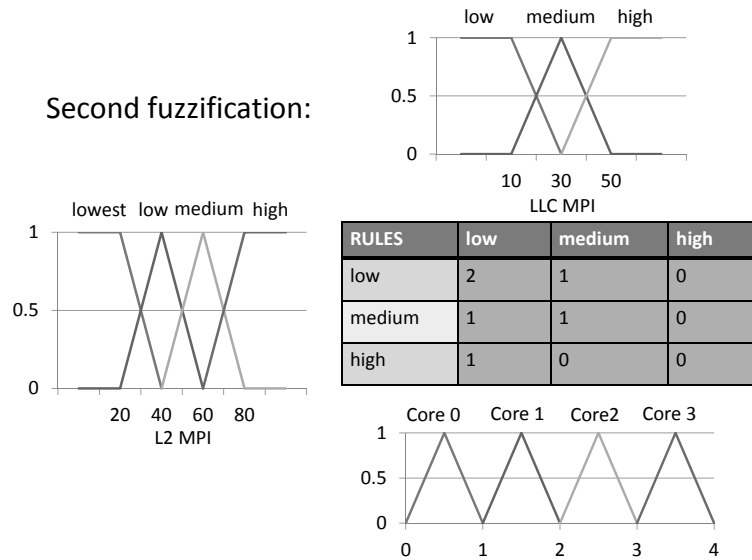 Second fuzzification:
low medium high
1
0.5
0
10 30 50
LLC MPI
lowest low medium high
1
0.5
0
20 40 60 80
L2 MPI
RULES low medium high
low 2 1 0
medium 1 1 0
high 1 0 0
Core 0 Core 1 Core2 Core 3
1
0.5
0
0 1 2 3 4